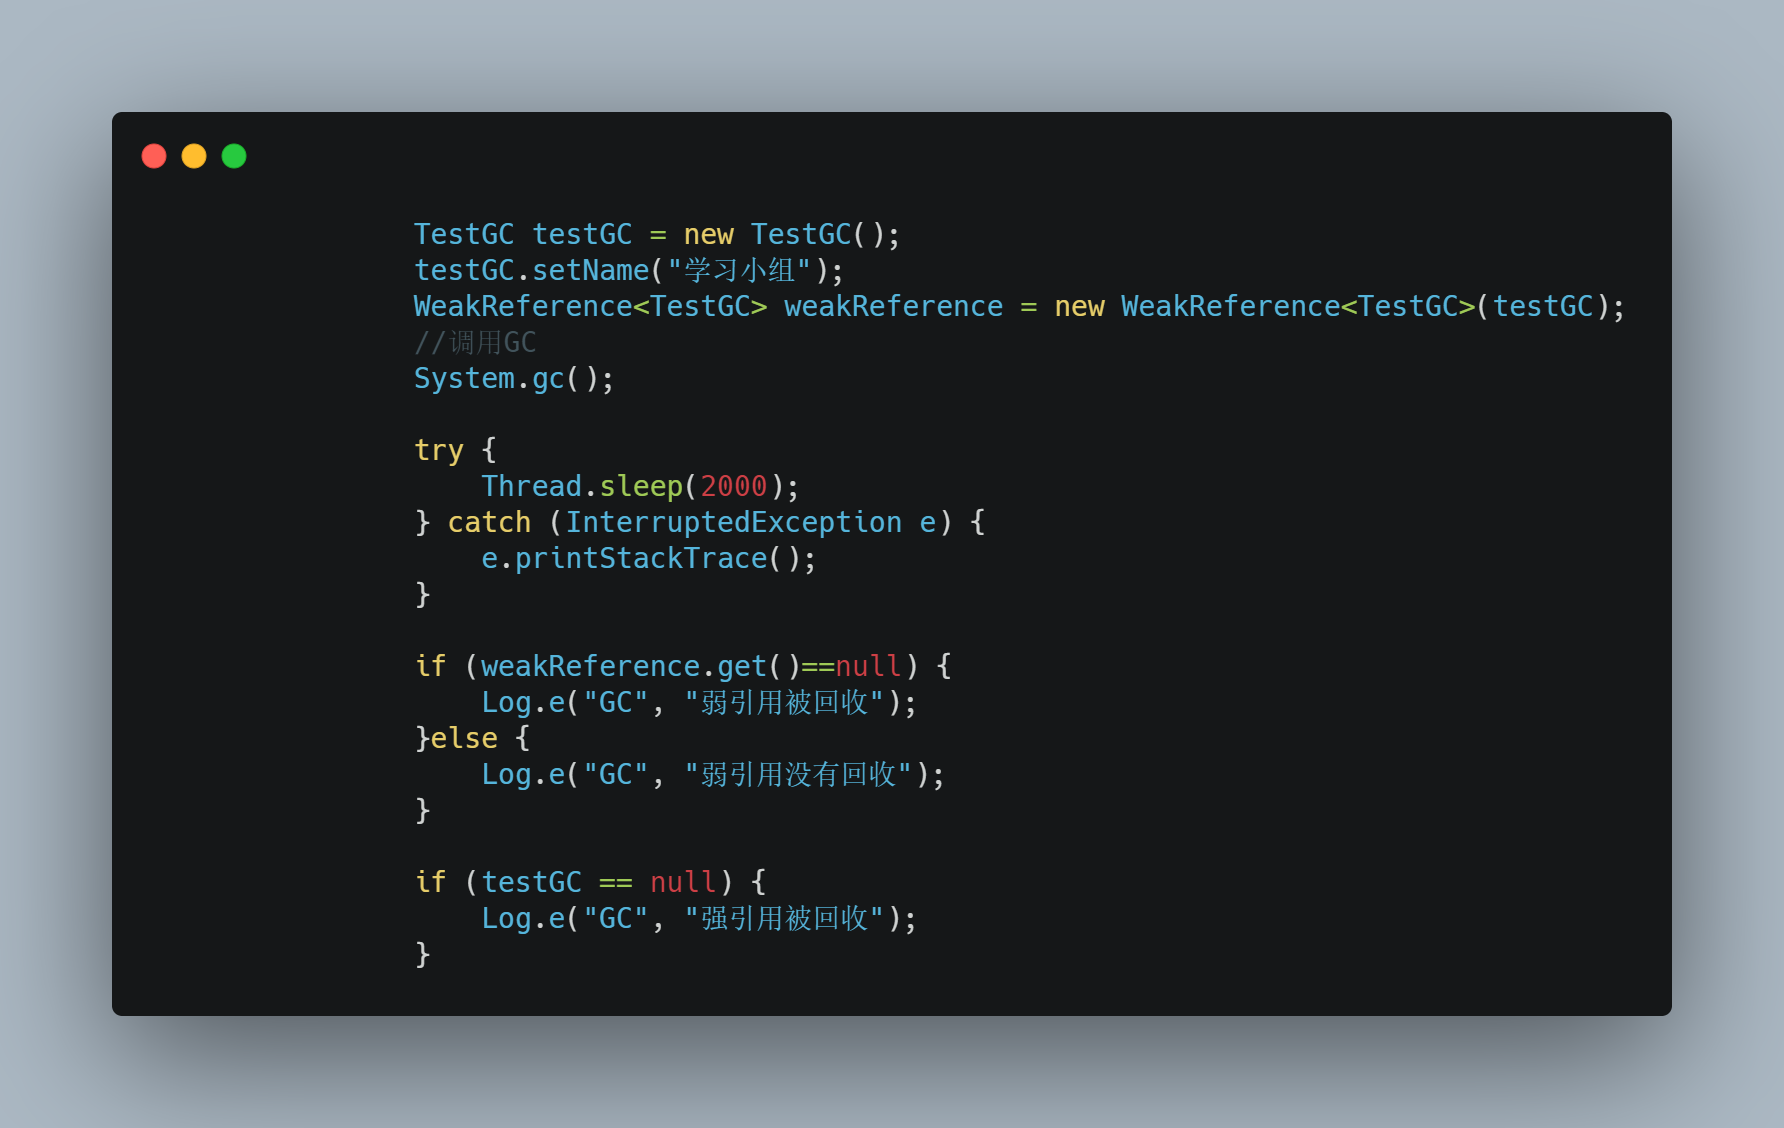 TestGC testGC = new TestGC();
testGC.setName("学习小组");
WeakReference<TestGC> weakReference = new WeakReference<TestGC>(testGC);
//调用GC
System.gc();
try {
Thread.sleep(2000);
} catch (InterruptedException e) {
e.printStackTrace();
}
if (weakReference.get()==null) {
Log.e("GC", "弱引用被回收");
}else {
Log.e("GC", "弱引用没有回收");
}
if (testGC == null) {
Log.e("GC", "强引用被回收");
}